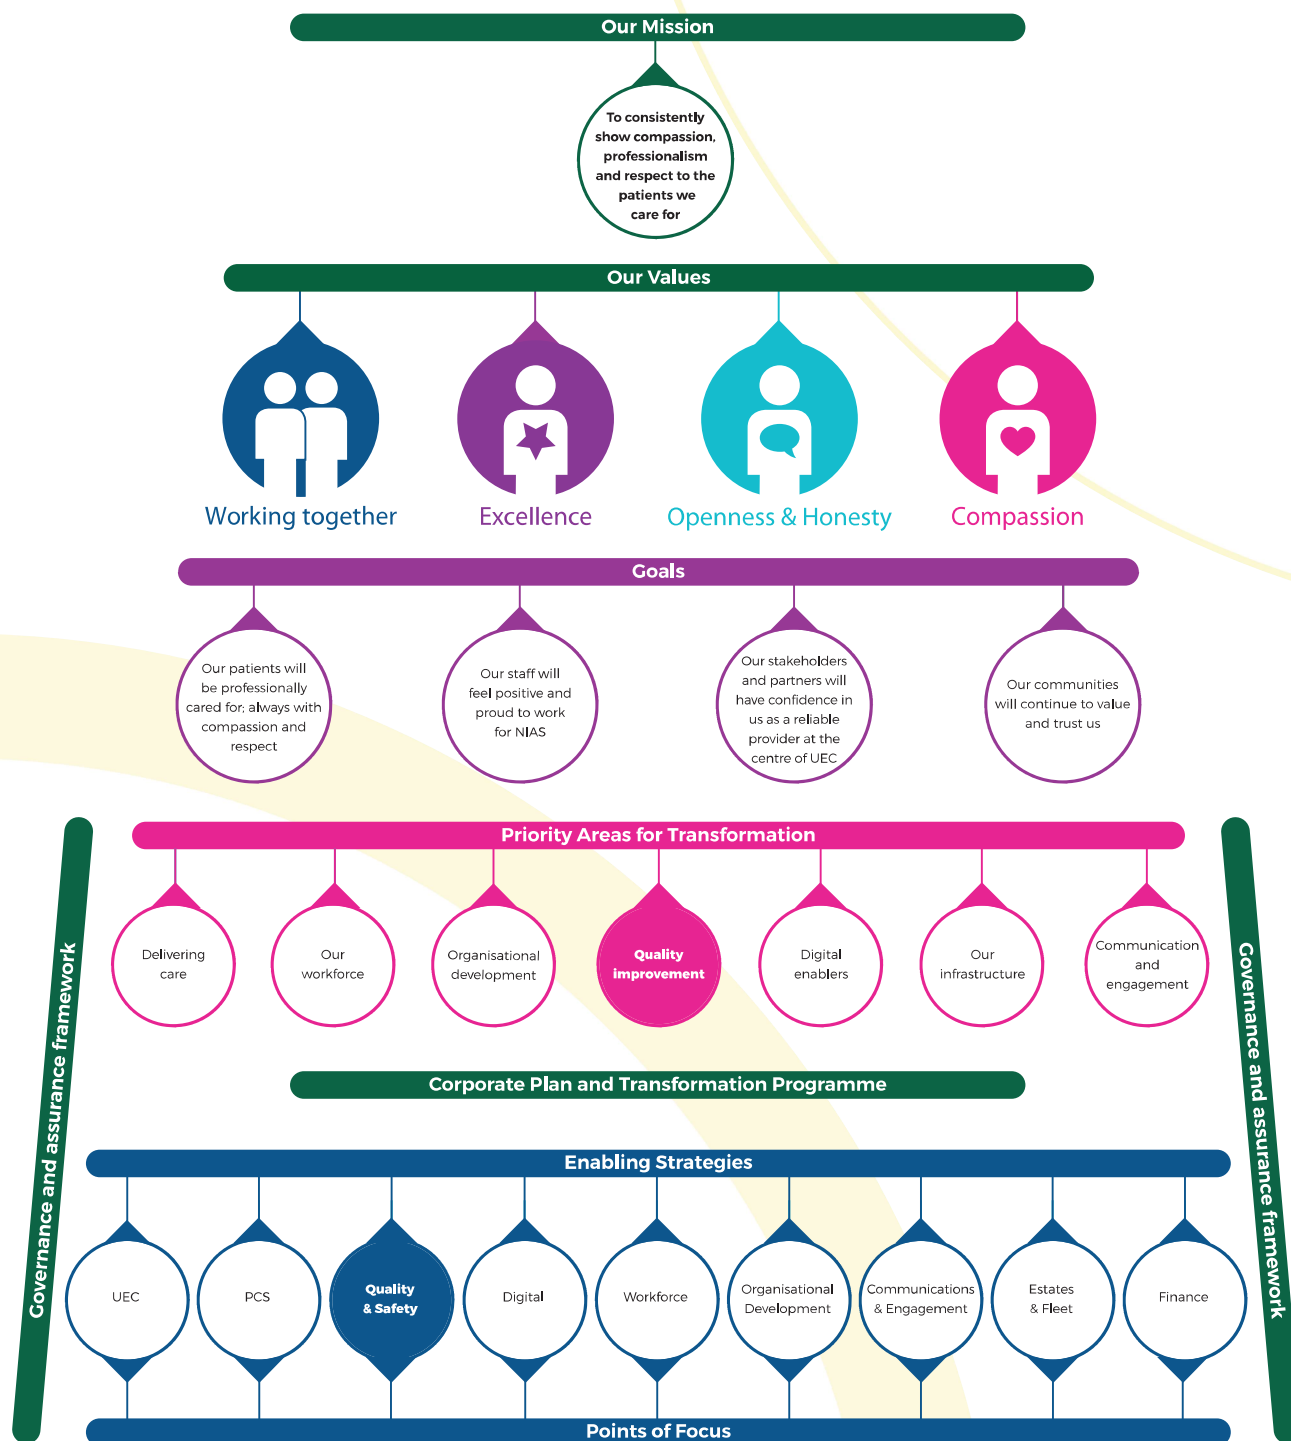 Our Mission
To consistently
show compassion,
professionalism
and respect to the
patients we
care for
Our Values
Working together
Excellence
Openness & Honesty
Compassion
Goals
Our patients will
be professionally
cared for; always with
compassion and
respect
Our staff will
feel positive and
proud to work
for NIAS
Our stakeholders
and partners will
have confidence in
us as a reliable
provider at the
centre of UEC
Our communities
will continue to value
and trust us
Governance and assurance framework
Priority Areas for Transformation
Delivering
care
Our
workforce
Organisational
development
Quality
improvement
Digital
enablers
Our
infrastructure
Communication
and
engagement
Governance and assurance framework
Corporate Plan and Transformation Programme
Enabling Strategies
UEC
PCS
Quality
& Safety
Digital
Workforce
Organisational
Development
Communications
& Engagement
Estates
& Fleet
Finance
Points of Focus